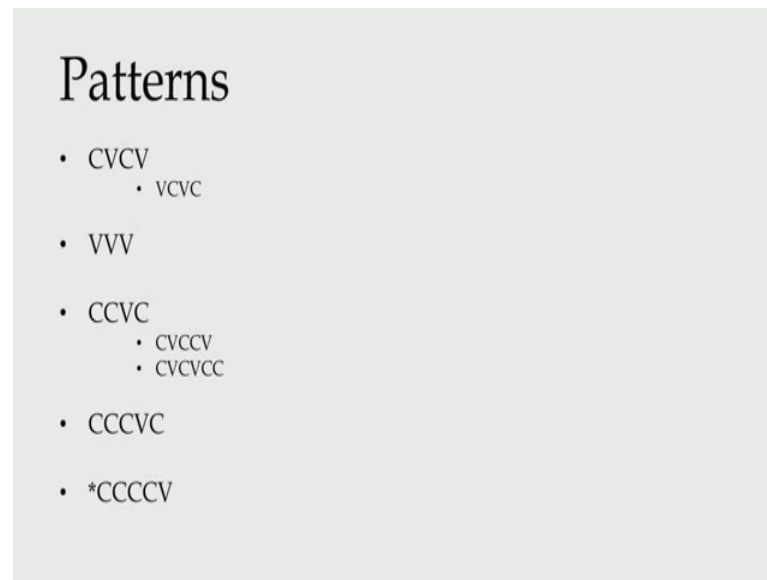 Patterns
• CVCV
• VCVC
• VVV
• CCVC
• CVCCV
• CVCVCC
• CCCVC
• *CCCCV